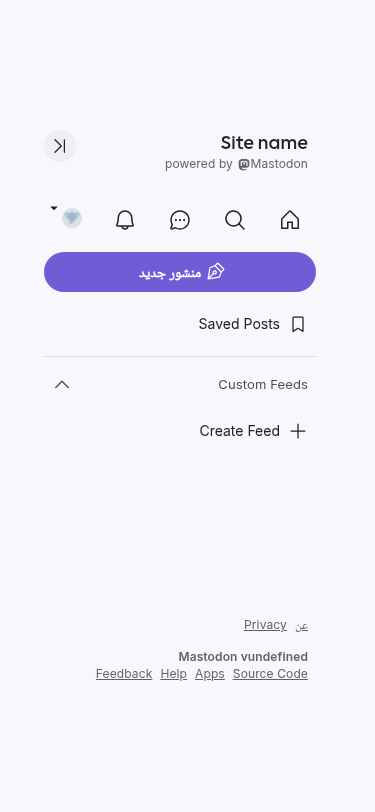 Site name
powered by Mastodon
منشور جديد
Saved Posts
Custom Feeds
Create Feed
عن Privacy
Mastodon vundefined
Feedback Help Apps Source Code